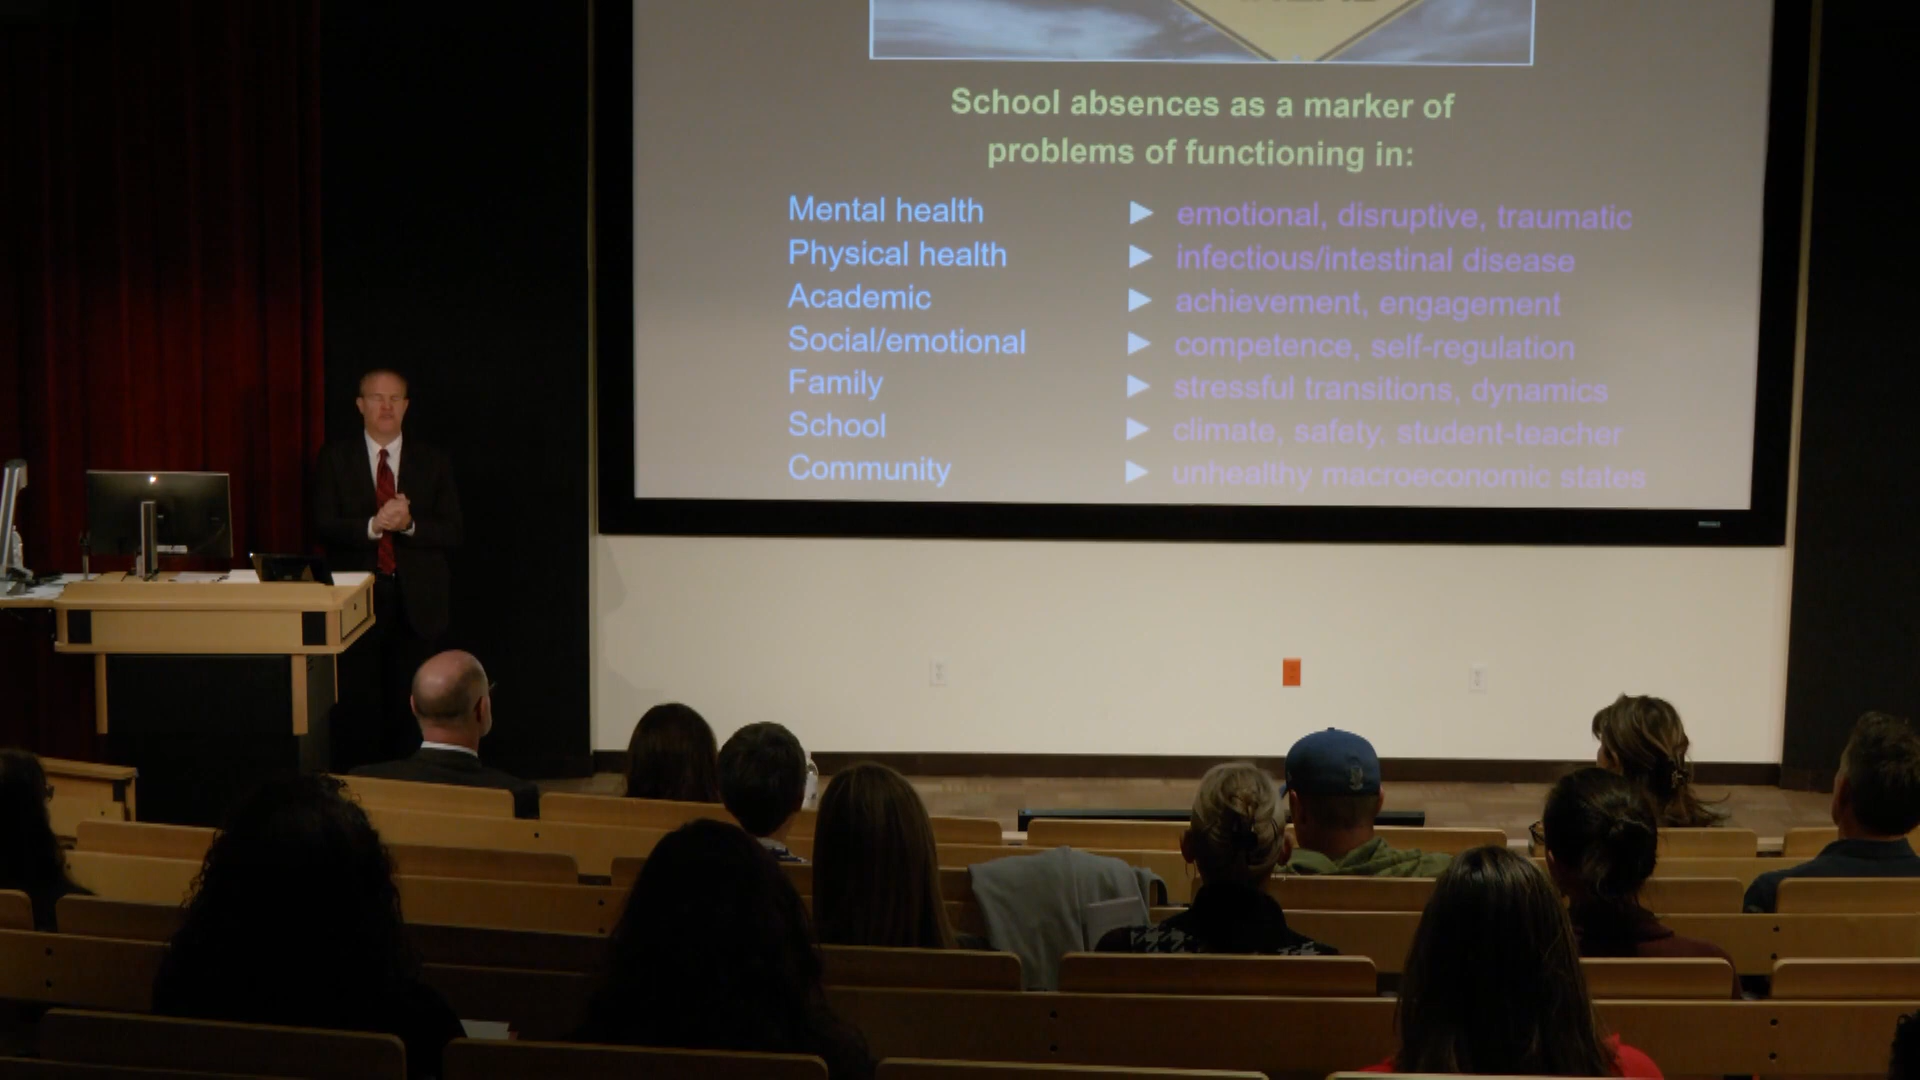 School absences as a marker of
problems of functioning in:
Mental health ► emotional, disruptive, traumatic
Physical health ► infectious/intestinal disease
Academic ► achievement, engagement
Social/emotional ► competence, self-regulation
Family ► stressful transitions, dynamics
School ► climate, safety, student-teacher
Community ► unhealthy macroeconomic states